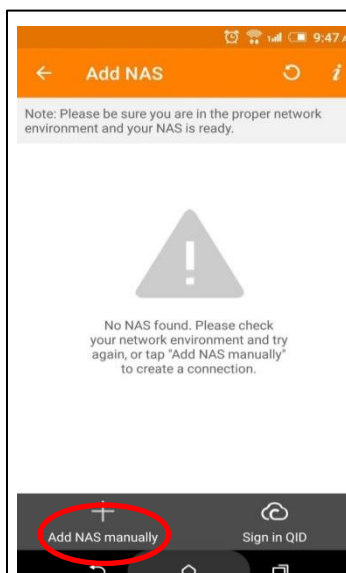 9:47 A
Add NAS
i
Note: Please be sure you are in the proper network
environment and your NAS is ready.
No NAS found. Please check
your network environment and try
again, or tap "Add NAS manually"
to create a connection.
Add NAS manually
Sign in QID